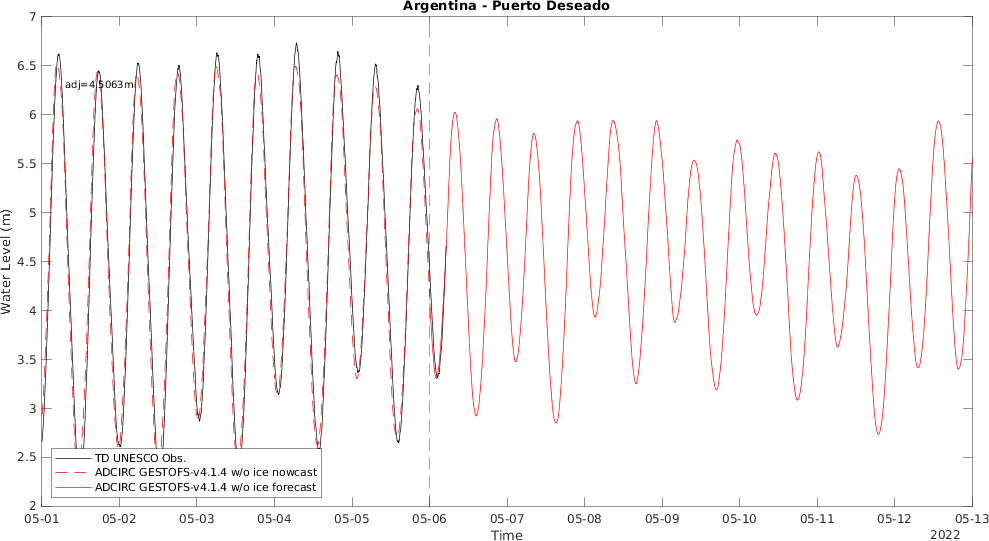 Argentina - Puerto Deseado
Water Level (m)
7
6.5
6
5.5
5
4.5
4
3.5
3
2.5
2
adj=4.5063m
TD UNESCO Obs.
ADCIRC GESTOFS-v4.1.4 w/o ice nowcast
ADCIRC GESTOFS-v4.1.4 w/o ice forecast
05-01 05-02 05-03 05-04 05-05 05-06 05-07 05-08 05-09 05-10 05-11 05-12 05-13
Time
2022